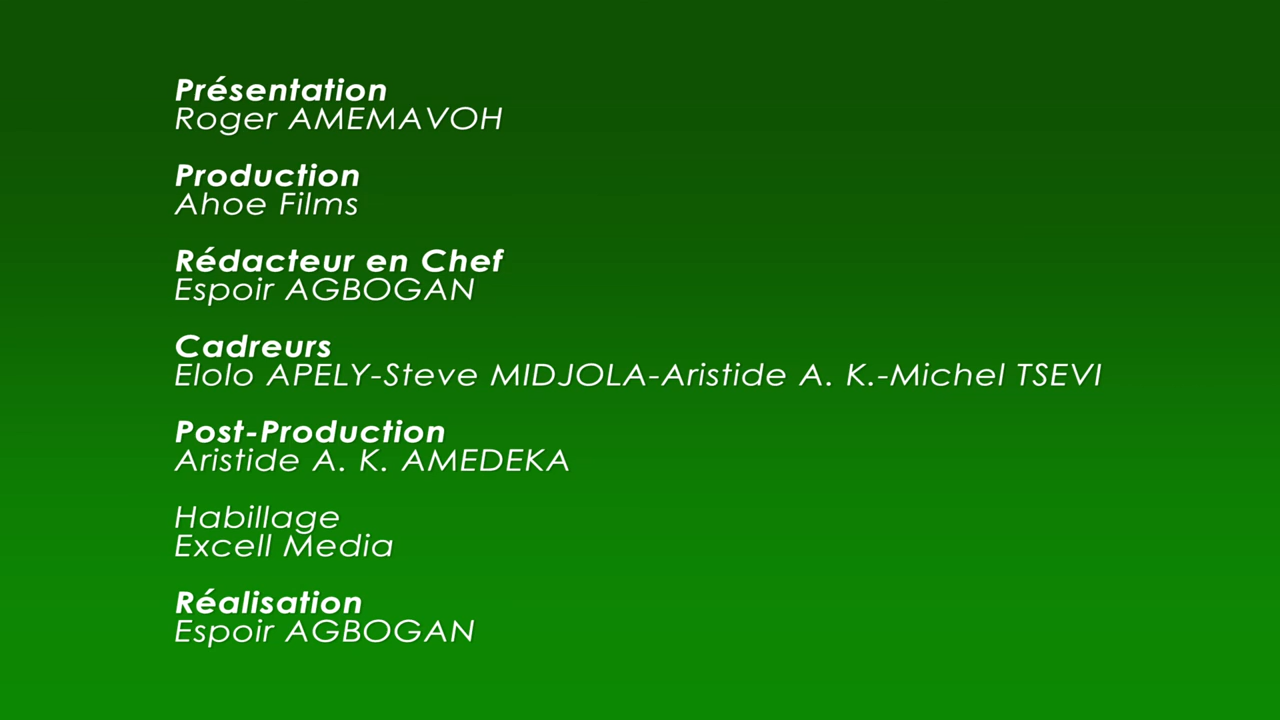 Présentation
Roger AMEMAVOH
Production
Ahoe Films
Rédacteur en Chef
Espoir AGBOGAN
Cadreurs
Elolo APELY-Steve MIDJOLA-Aristide A. K.-Michel TSEVI
Post-Production
Aristide A. K. AMEDEKA
Habillage
Excell Media
Réalisation
Espoir AGBOGAN